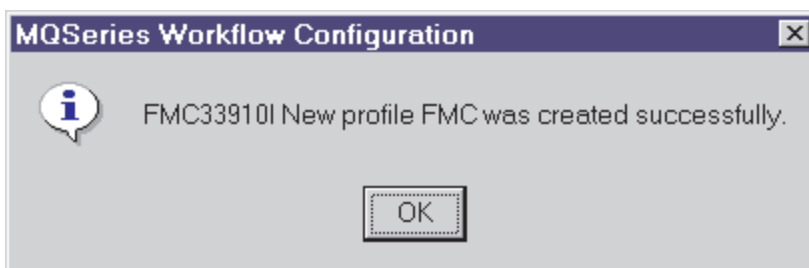 MQSeries Workflow Configuration
FMC33910I New profile FMC was created successfully.
OK